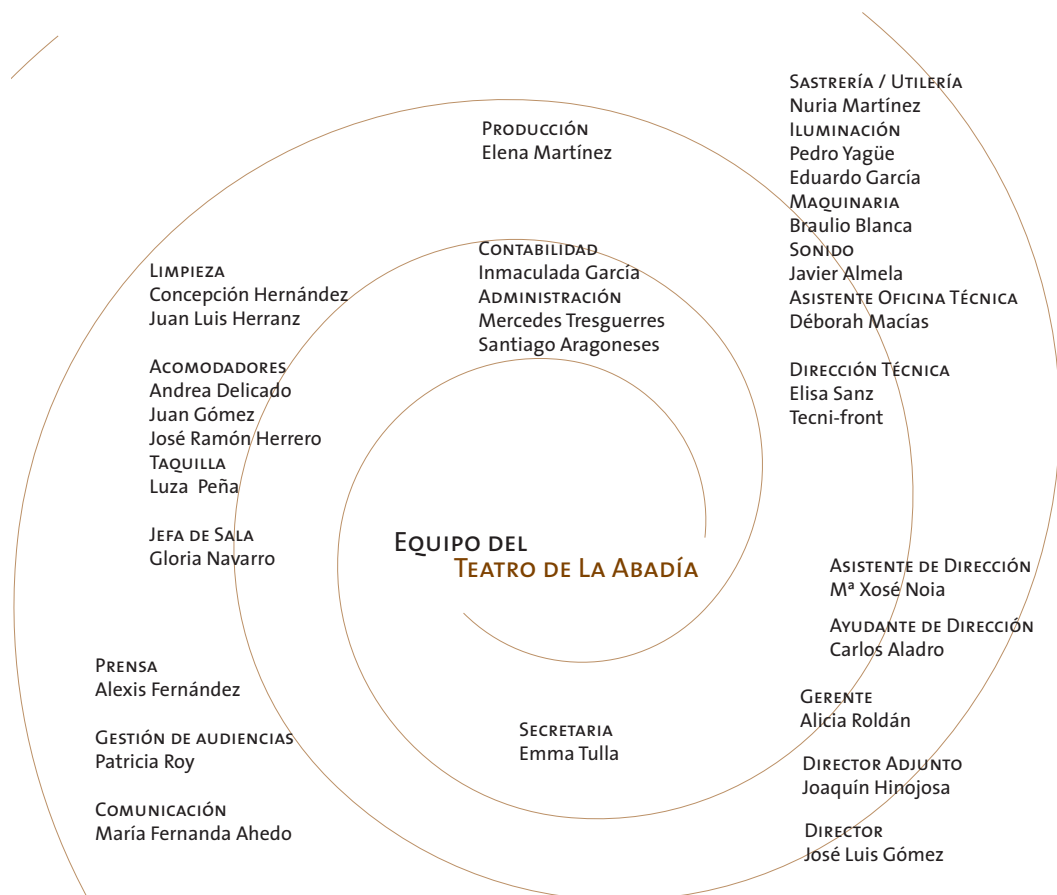 Sastrería / Utilería
Nuria Martínez
Iluminación
Pedro Yagüe
Eduardo García
Maquinaria
Braulio Blanca
Sonido
Javier Almela
Asistente Oficina Técnica
Déborah Macías
Dirección Técnica
Elisa Sanz
Tecni-front
Producción
Elena Martínez
Contabilidad
Inmaculada García
Administración
Mercedes Tresguerres
Santiago Aragoneses
Limpieza
Concepción Hernández
Juan Luis Herranz
Acomodadores
Andrea Delicado
Juan Gómez
José Ramón Herrero
Taquilla
Luza Peña
Jefa de Sala
Gloria Navarro
Equipo del
Teatro de La Abadía
Asistente de Dirección
Mª Xosé Noia
Ayudante de Dirección
Carlos Aladro
Prensa
Alexis Fernández
Gestión de audiencias
Patricia Roy
Comunicación
María Fernanda Ahedo
Secretaria
Emma Tulla
Gerente
Alicia Roldán
Director Adjunto
Joaquín Hinojosa
Director
José Luis Gómez